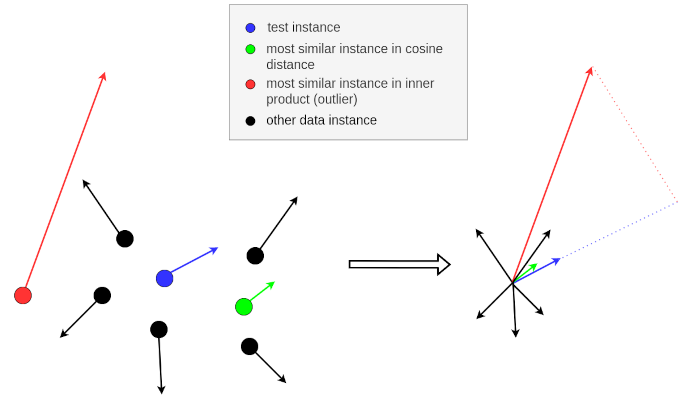 test instance
most similar instance in cosine
distance
most similar instance in inner
product (outlier)
other data instance